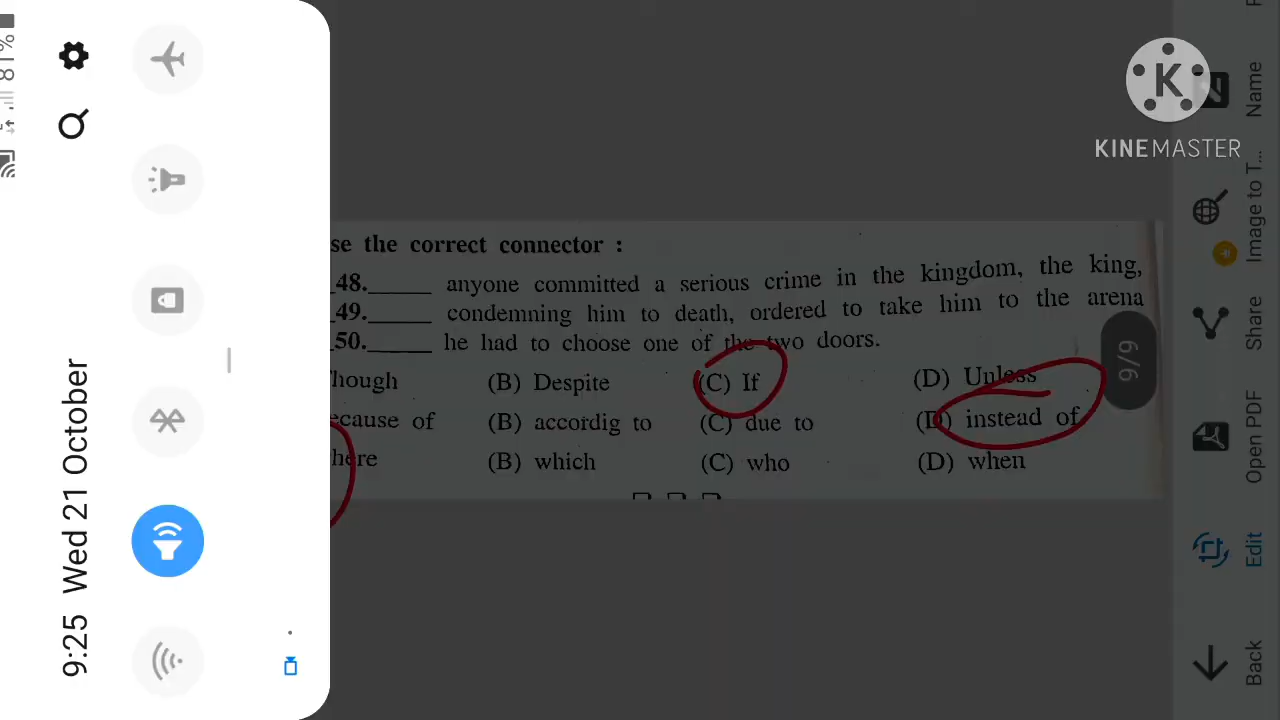 81%
9:25 Wed 21 October
KINEMASTER
K
se the correct connector :
48._____ anyone committed a serious crime in the kingdom, the king,
49._____ condemning him to death, ordered to take him to the arena
50._____ he had to choose one of the two doors.
hough (B) Despite (C) If (D) Unless
ecause of (B) accordig to (C) due to (D) instead of
here (B) which (C) who (D) when
9/9
Name
Image to T...
Share
Open PDF
Edit
Back